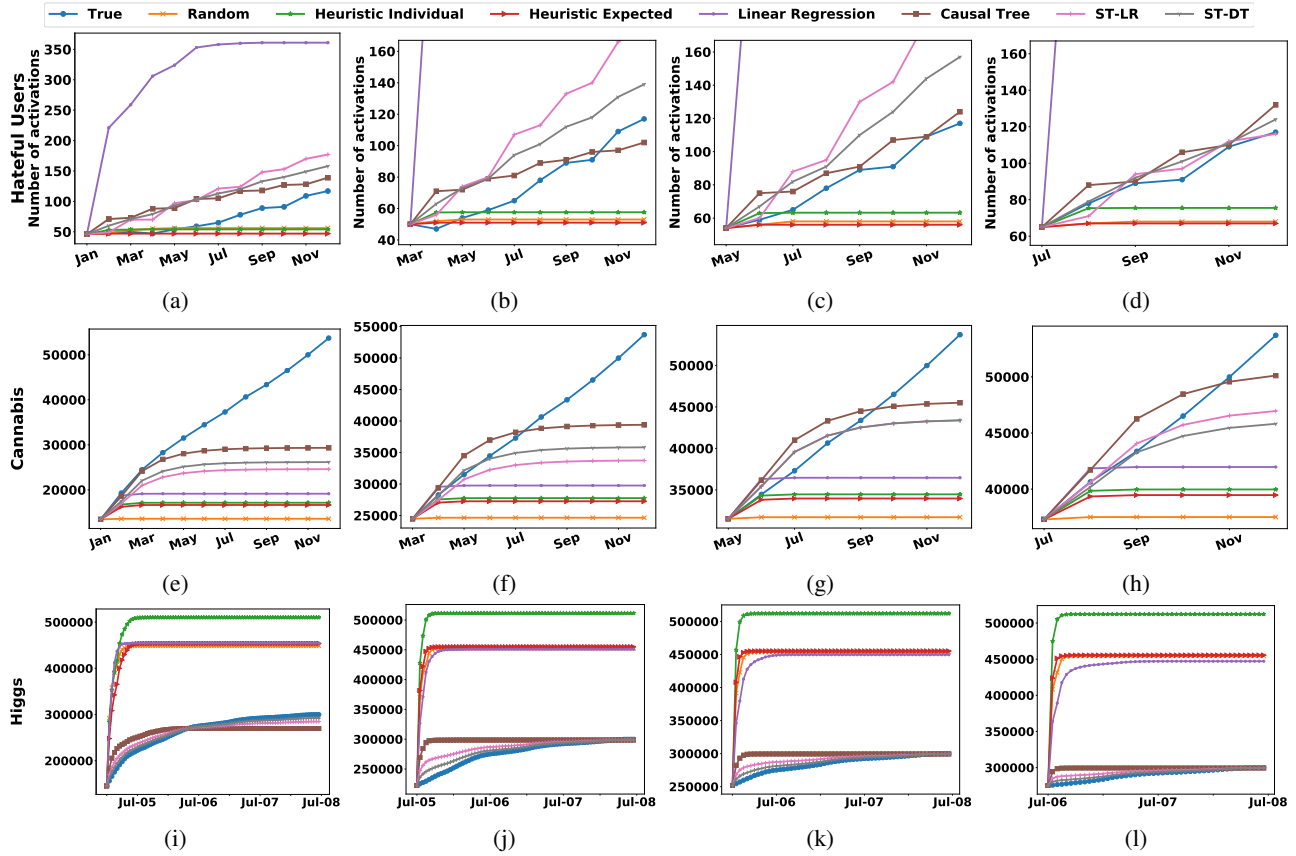 True Random Heuristic Individual Heuristic Expected Linear Regression Causal Tree ST-LR ST-DT
Hateful Users
Number of activations
350
300
250
200
150
100
50
Jan Mar May Jul Sep Nov
(a)
Number of activations
160
140
120
100
80
60
40
Mar May Jul Sep Nov
(b)
Number of activations
160
140
120
100
80
60
May Jul Sep Nov
(c)
Number of activations
160
140
120
100
80
60
Jul Sep Nov
(d)
Cannabis
50000
40000
30000
20000
Jan Mar May Jul Sep Nov
(e)
55000
50000
45000
40000
35000
30000
25000
Mar May Jul Sep Nov
(f)
50000
45000
40000
35000
May Jul Sep Nov
(g)
50000
45000
40000
Jul Sep Nov
(h)
Higgs
500000
400000
300000
200000
Jul-05 Jul-06 Jul-07 Jul-08
(i)
500000
450000
400000
350000
300000
250000
Jul-05 Jul-06 Jul-07 Jul-08
(j)
500000
450000
400000
350000
300000
250000
Jul-06 Jul-07 Jul-08
(k)
500000
450000
400000
350000
300000
Jul-06 Jul-07 Jul-08
(l)